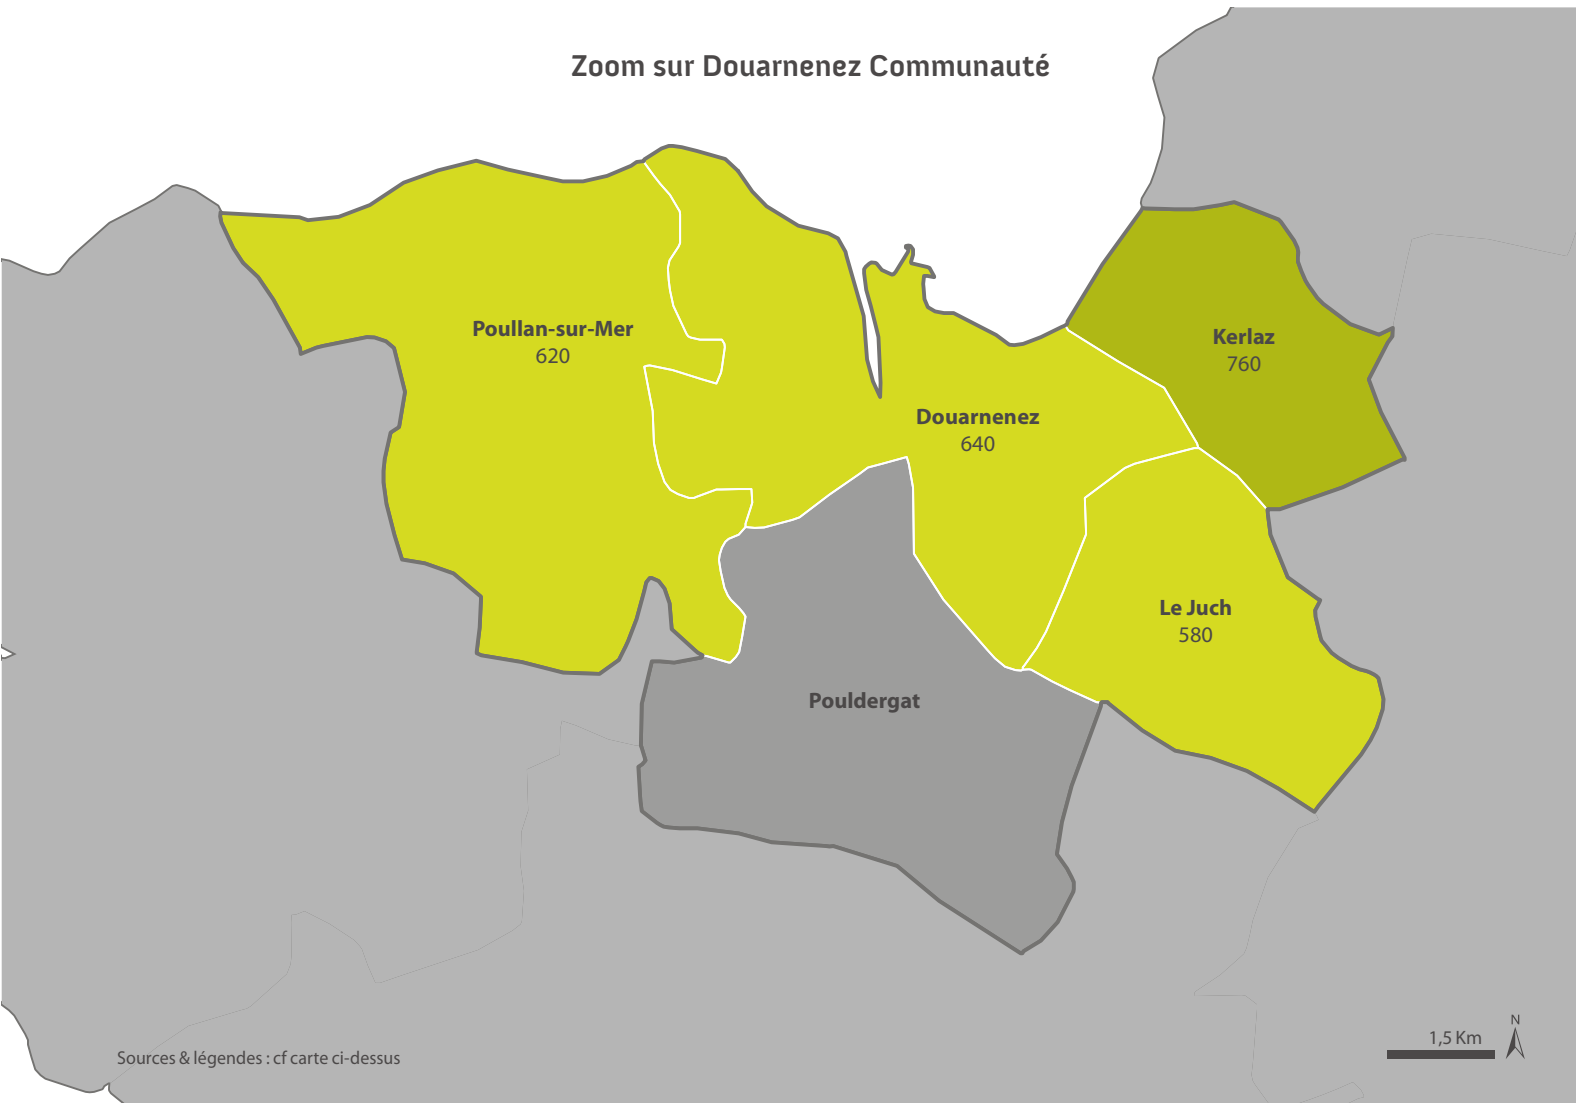 Zoom sur Douarnenez Communauté
Poullan-sur-Mer
620
Kerlaz
760
Douarnenez
640
Le Juch
580
Pouldergat
Sources & légendes : cf carte ci-dessus
1,5 Km
N